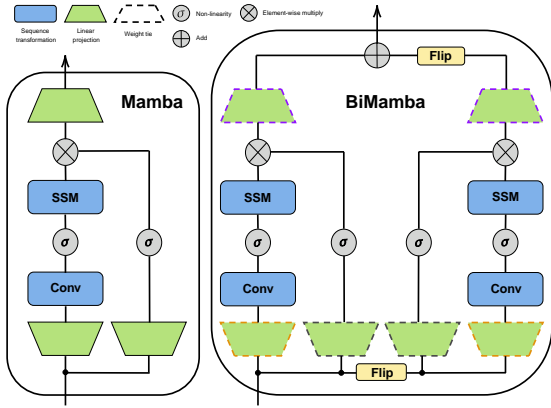 Sequence transformation
Linear projection
Weight tie
σ
Non-linearity
Element-wise multiply
Add
Mamba
SSM
σ
σ
Conv
BiMamba
Flip
SSM
SSM
σ
σ
σ
σ
Conv
Conv
Flip